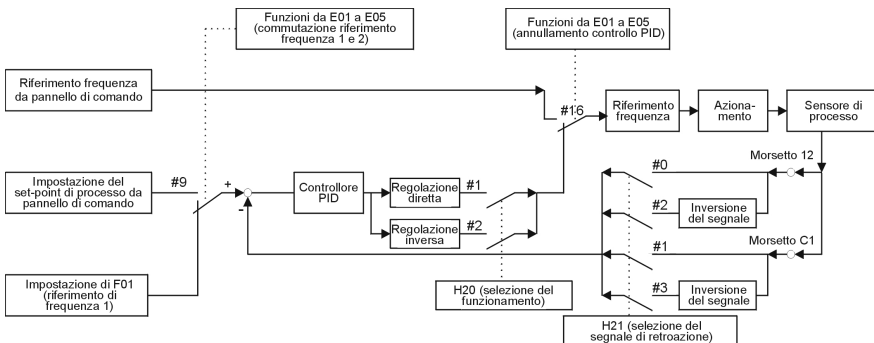 Funzioni da E01 a E05
(commutazione riferimento
frequenza 1 e 2)
Funzioni da E01 a E05
(annullamento controllo PID)
Riferimento frequenza
da pannello di comando
#16
Riferimento
frequenza
Aziona-
mento
Sensore di
processo
Morsetto 12
#0
#9
+
-
Impostazione del
set-point di processo da
pannello di comando
Controllore
PID
Regolazione
diretta
#1
Regolazione
inversa
#2
#2
Inversione
del segnale
Morsetto C1
#1
Impostazione di F01
(riferimento di
frequenza 1)
H20 (selezione del
funzionamento)
#3
Inversione
del segnale
H21 (selezione del
segnale di retroazione)